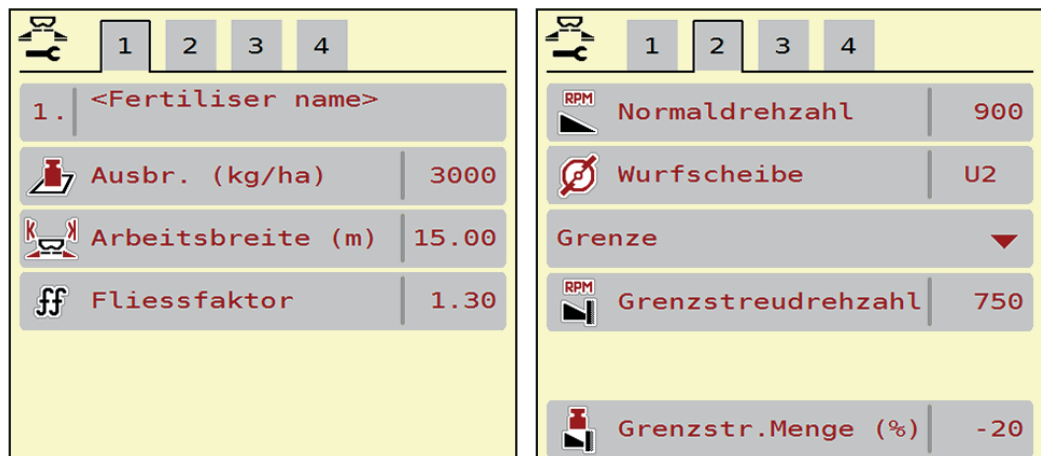 1 2 3 4
1. <Fertiliser name>
Ausbr. (kg/ha) 3000
K K Arbeitsbreite (m) 15.00
ff Fliessfaktor 1.30
1 2 3 4
RPM Normaldrehzahl 900
Wurfscheibe U2
Grenze
RPM Grenzstreudrehzahl 750
Grenzstr.Menge (%) -20